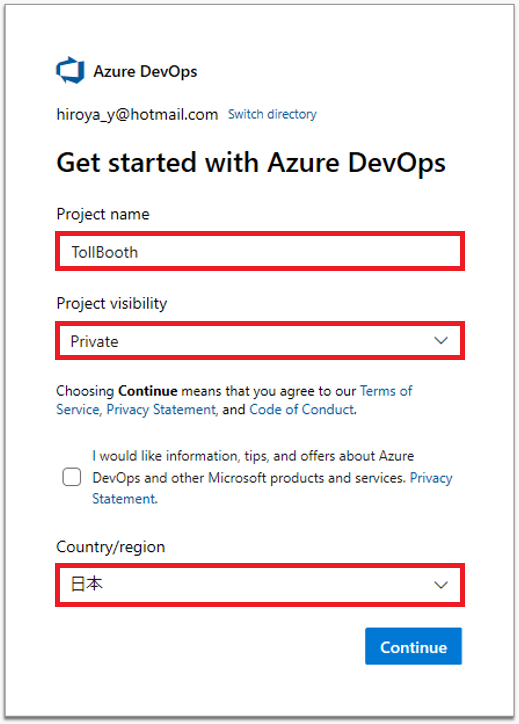 Azure DevOps
hiroya_y@hotmail.com Switch directory
Get started with Azure DevOps
Project name
TollBooth
Project visibility
Private
Choosing Continue means that you agree to our Terms of
Service, Privacy Statement, and Code of Conduct.
I would like information, tips, and offers about Azure
DevOps and other Microsoft products and services. Privacy
Statement.
Country/region
日本
Continue